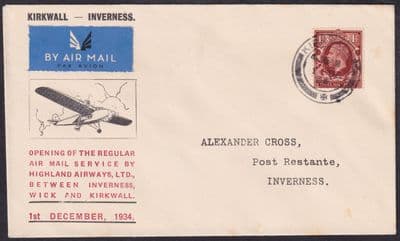 KIRKWALL — INVERNESS.
BY AIR MAIL
PAR AVION
OPENING OF THE REGULAR
AIR MAIL SERVICE BY
HIGHLAND AIRWAYS, LTD.,
BETWEEN INVERNESS,
WICK AND KIRKWALL.
1st DECEMBER, 1934.
ALEXANDER CROSS,
Post Restante,
INVERNESS.